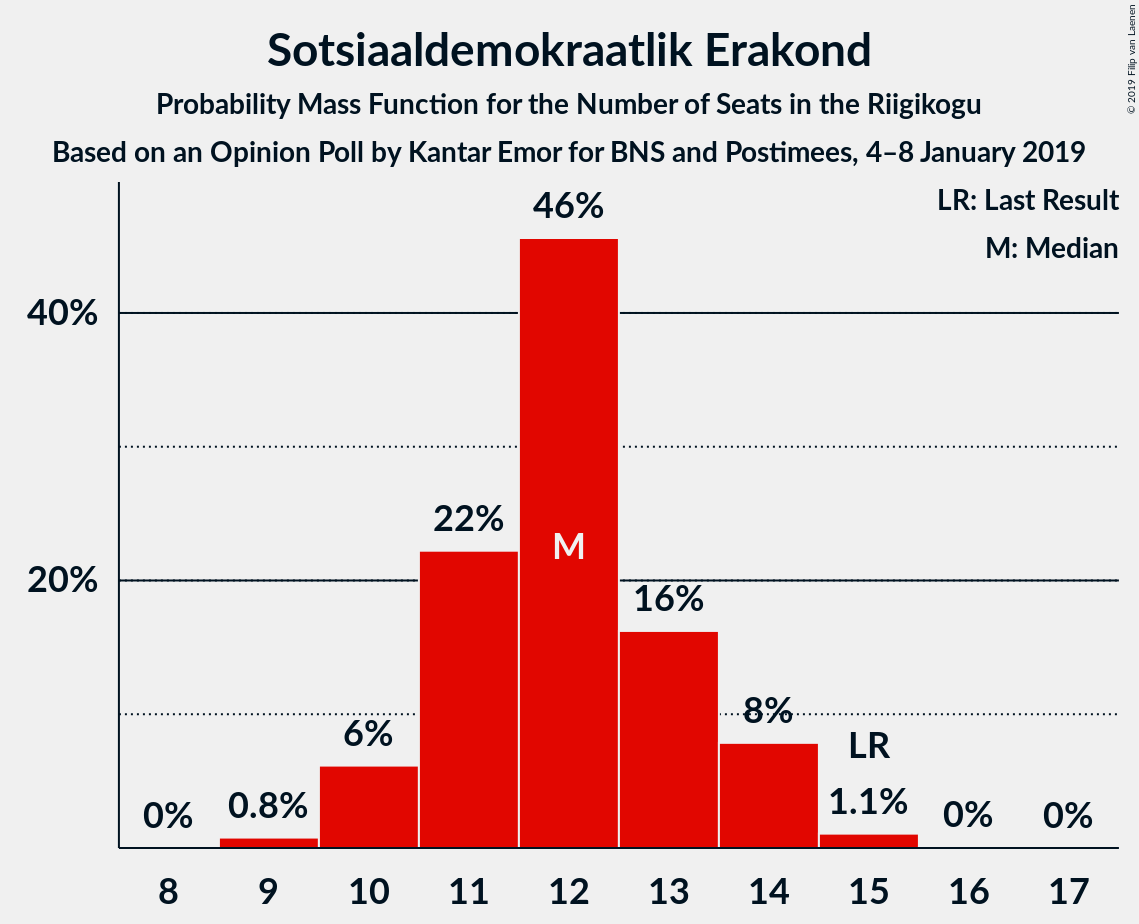 Sotsiaaldemokraatlik Erakond
Probability Mass Function for the Number of Seats in the Riigikogu
Based on an Opinion Poll by Kantar Emor for BNS and Postimees, 4–8 January 2019
© 2019 Filip van Laenen
LR: Last Result
M: Median
46%
40%
22%
M
20%
16%
8%
6%
LR
0.8%
1.1%
0%
0%
0%
8 9 10 11 12 13 14 15 16 17